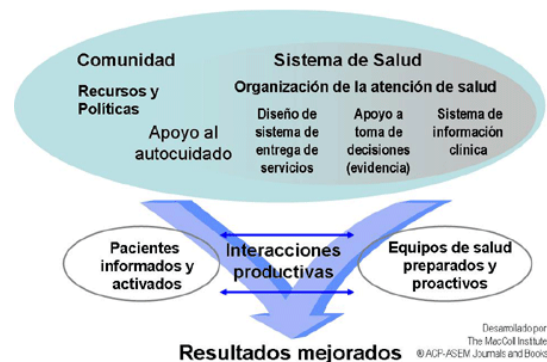 Comunidad
Sistema de Salud
Recursos y
Políticas
Organización de la atención de salud
Apoyo al
autocuidado
Diseño de
sistema de
entrega de
servicios
Apoyo a
toma de
decisiones
(evidencia)
Sistema de
información
clínica
Pacientes
informados y
activados
Interacciones
productivas
Equipos de salud
preparados y
proactivos
Resultados mejorados
Desarrollado por
The MacColl Institute
® ACP-ASIM Journals and Books